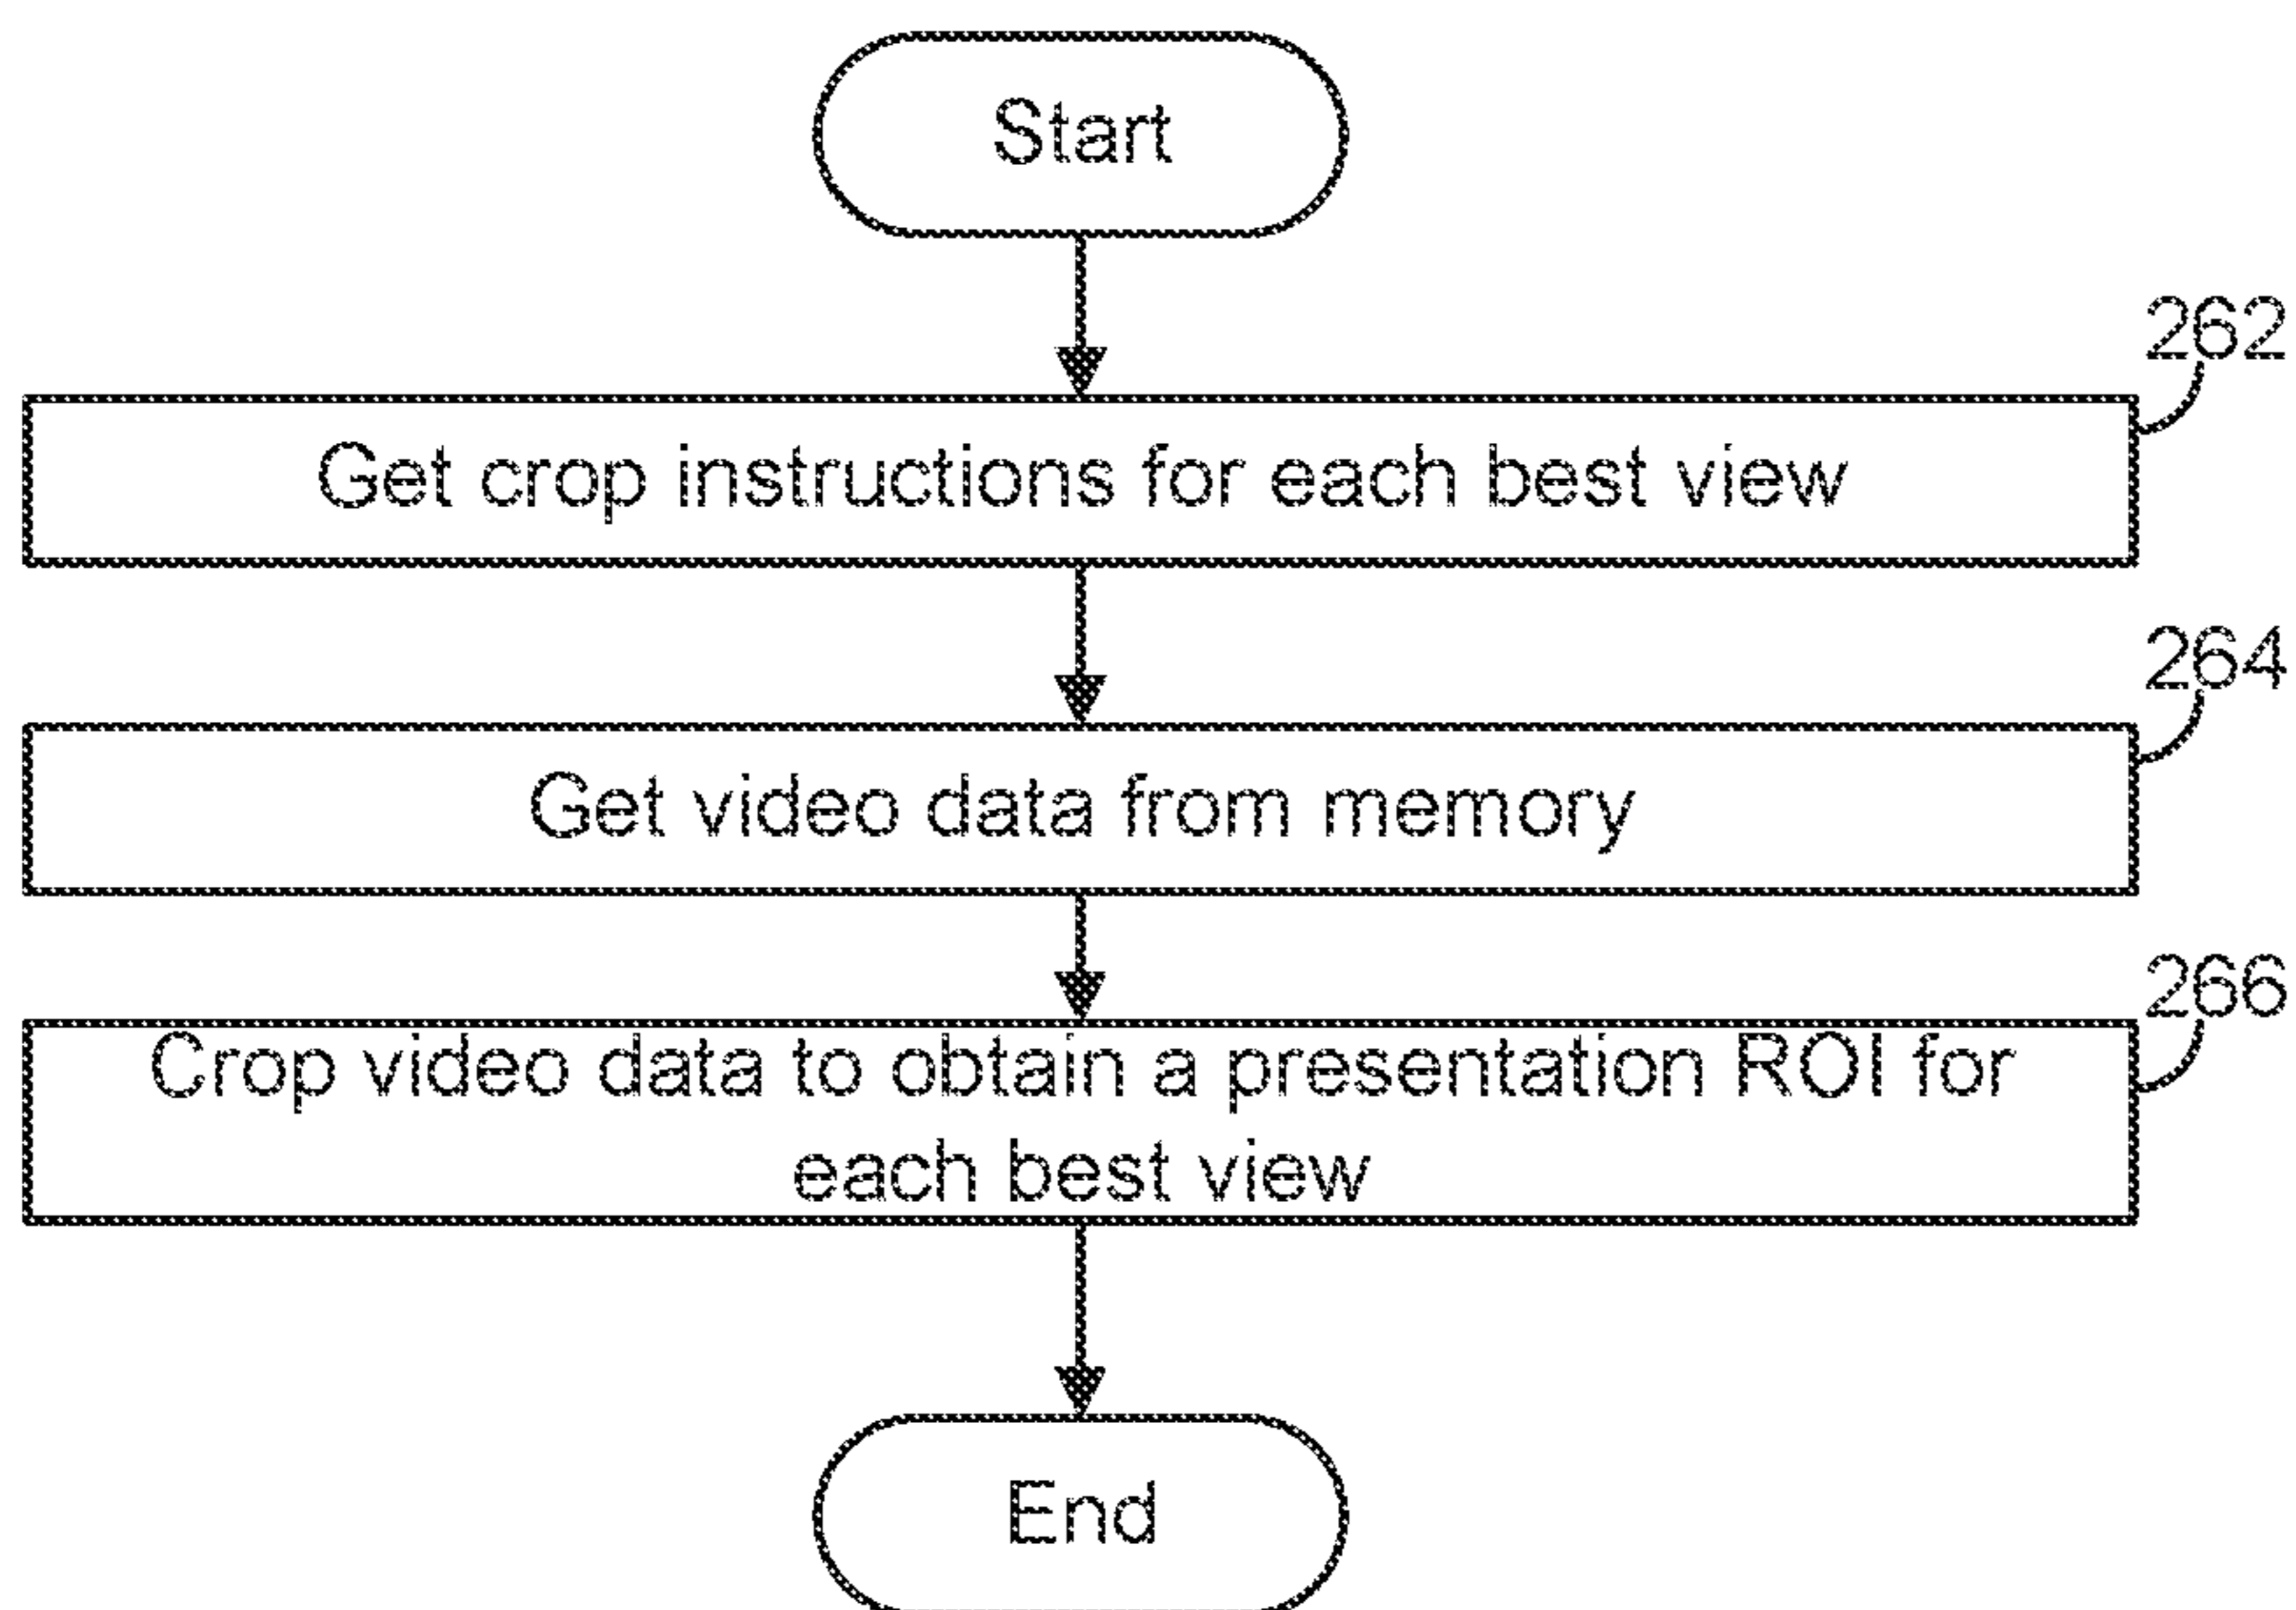 Start
262
Get crop instructions for each best view
264
Get video data from memory
266
Crop video data to obtain a presentation ROI for
each best view
End